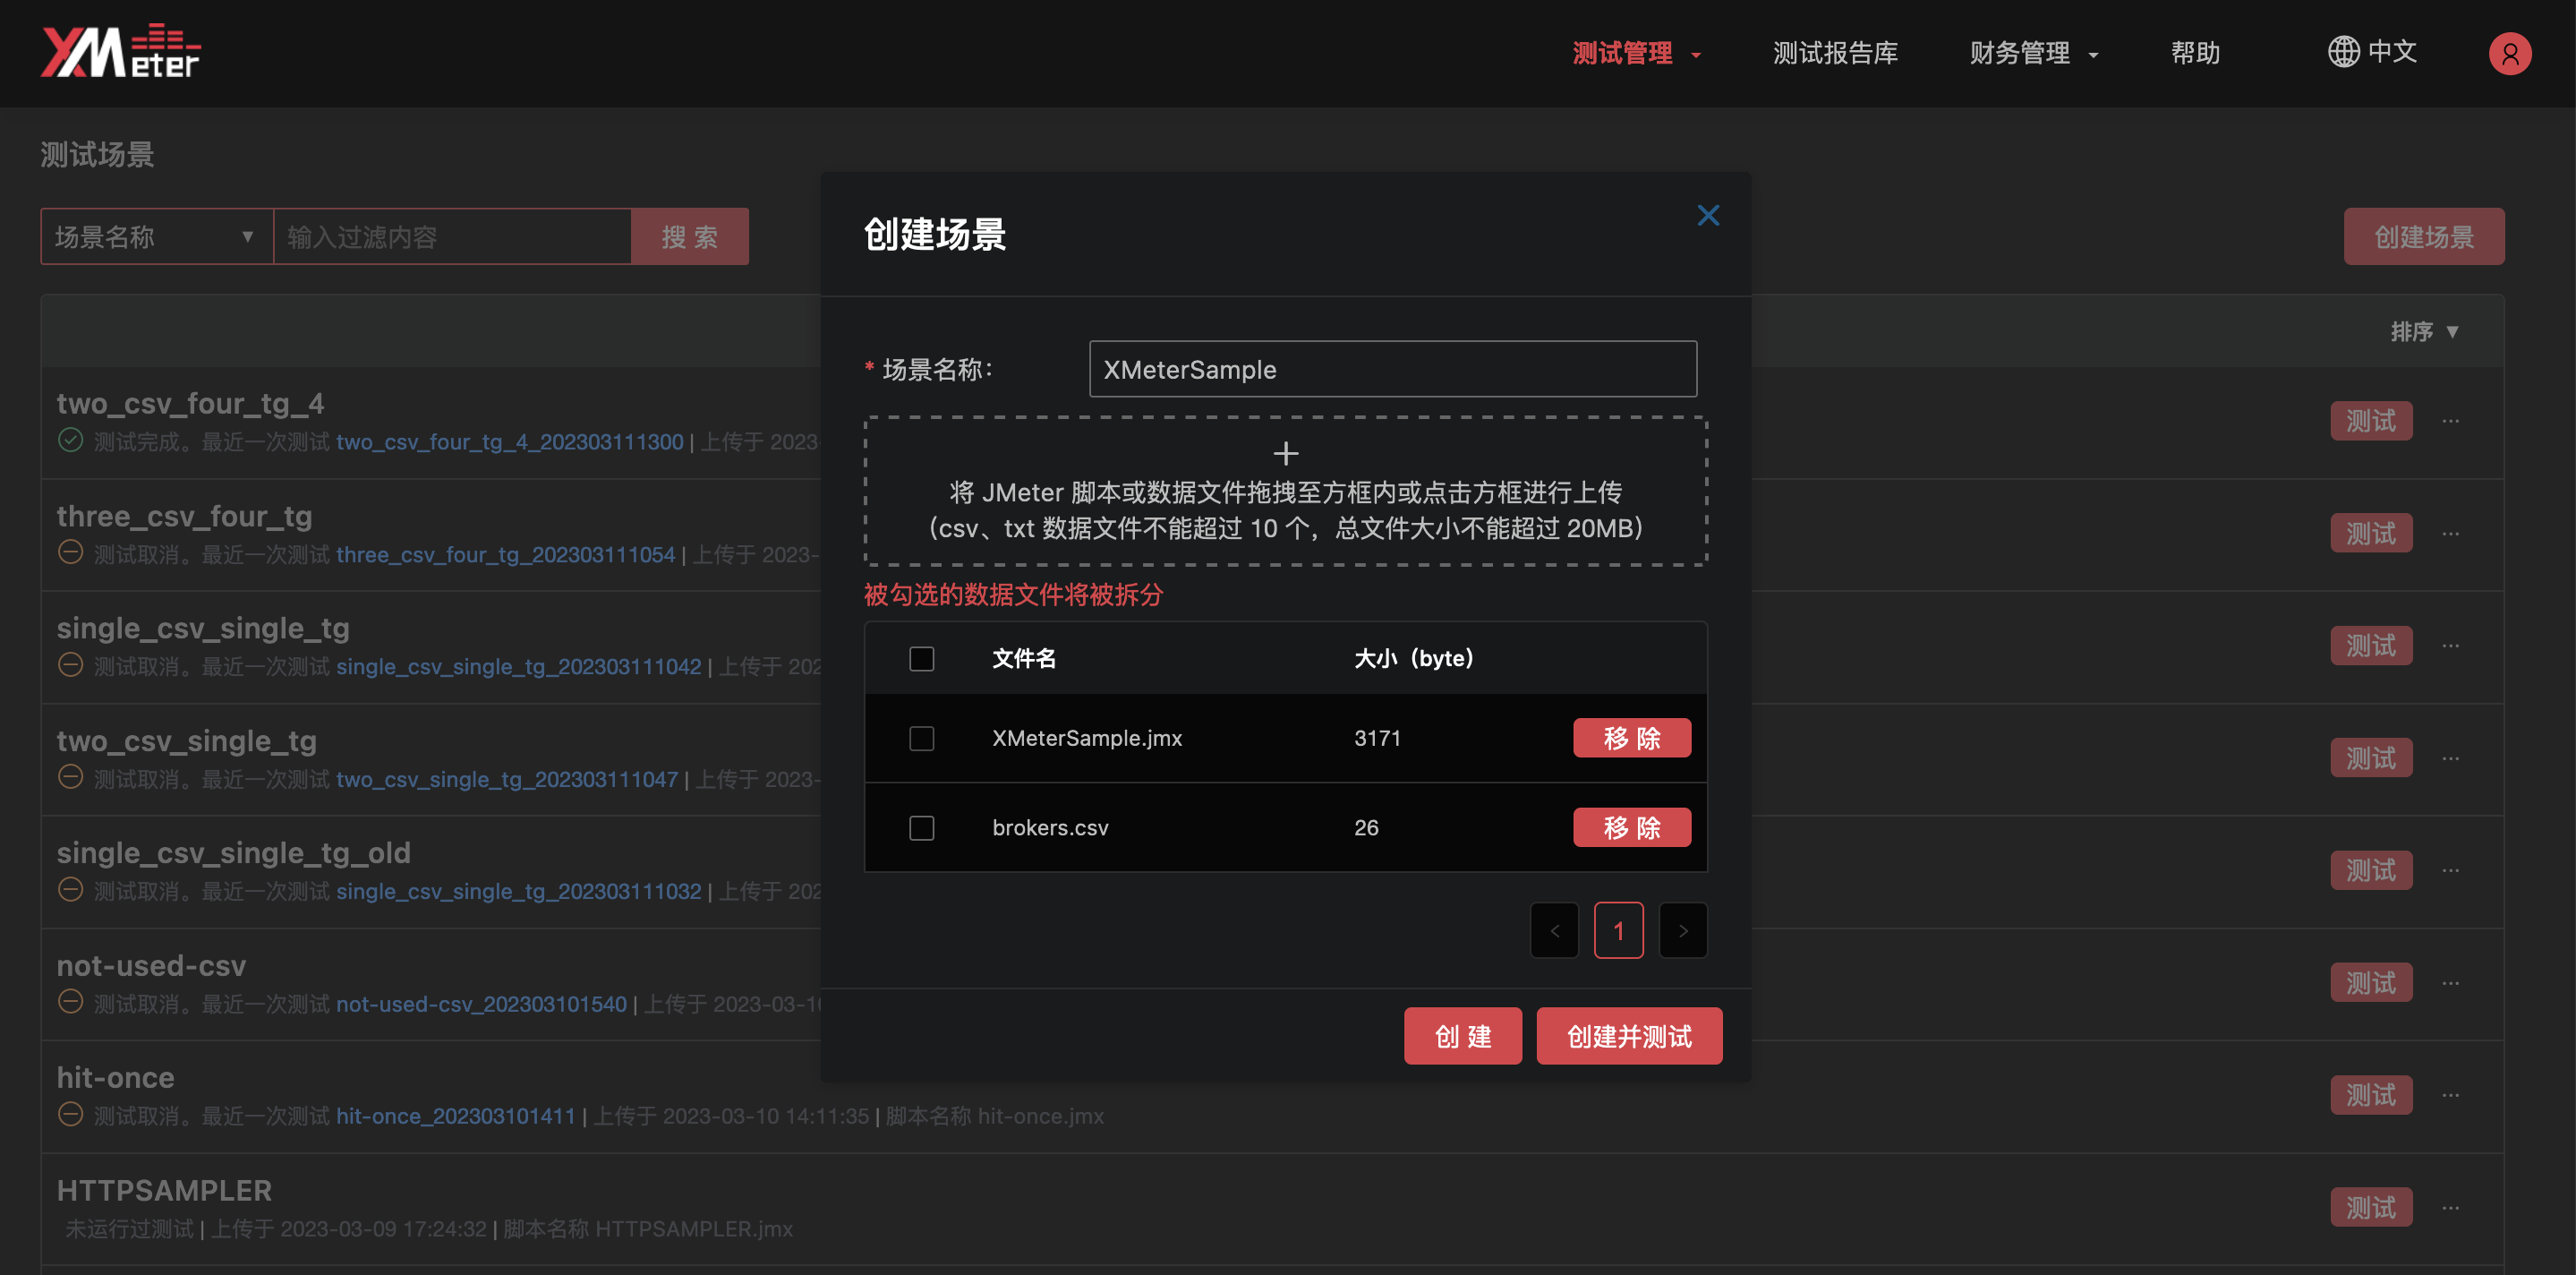 XMeter
测试管理
测试报告库
财务管理
帮助
中文
测试场景
场景名称
输入过滤内容
搜 索
创建场景
排序
two_csv_four_tg_4
测试完成。最近一次测试 two_csv_four_tg_4_202303111300 | 上传于 2023-
测试
three_csv_four_tg
测试取消。最近一次测试 three_csv_four_tg_202303111054 | 上传于 2023-
测试
single_csv_single_tg
测试取消。最近一次测试 single_csv_single_tg_202303111042 | 上传于 202
测试
two_csv_single_tg
测试取消。最近一次测试 two_csv_single_tg_202303111047 | 上传于 2023-
测试
single_csv_single_tg_old
测试取消。最近一次测试 single_csv_single_tg_202303111032 | 上传于 202
测试
not-used-csv
测试取消。最近一次测试 not-used-csv_202303101540 | 上传于 2023-03-10
测试
hit-once
测试取消。最近一次测试 hit-once_202303101411 | 上传于 2023-03-10 14:11:35 | 脚本名称 hit-once.jmx
测试
HTTPSAMPLER
未运行过测试 | 上传于 2023-03-09 17:24:32 | 脚本名称 HTTPSAMPLER.jmx
测试
创建场景
* 场景名称：
XMeterSample
将 JMeter 脚本或数据文件拖拽至方框内或点击方框进行上传
（csv、txt 数据文件不能超过 10 个，总文件大小不能超过 20MB）
被勾选的数据文件将被拆分
文件名 大小（byte）
XMeterSample.jmx 3171 移 除
brokers.csv 26 移 除
< 1 >
创 建
创建并测试